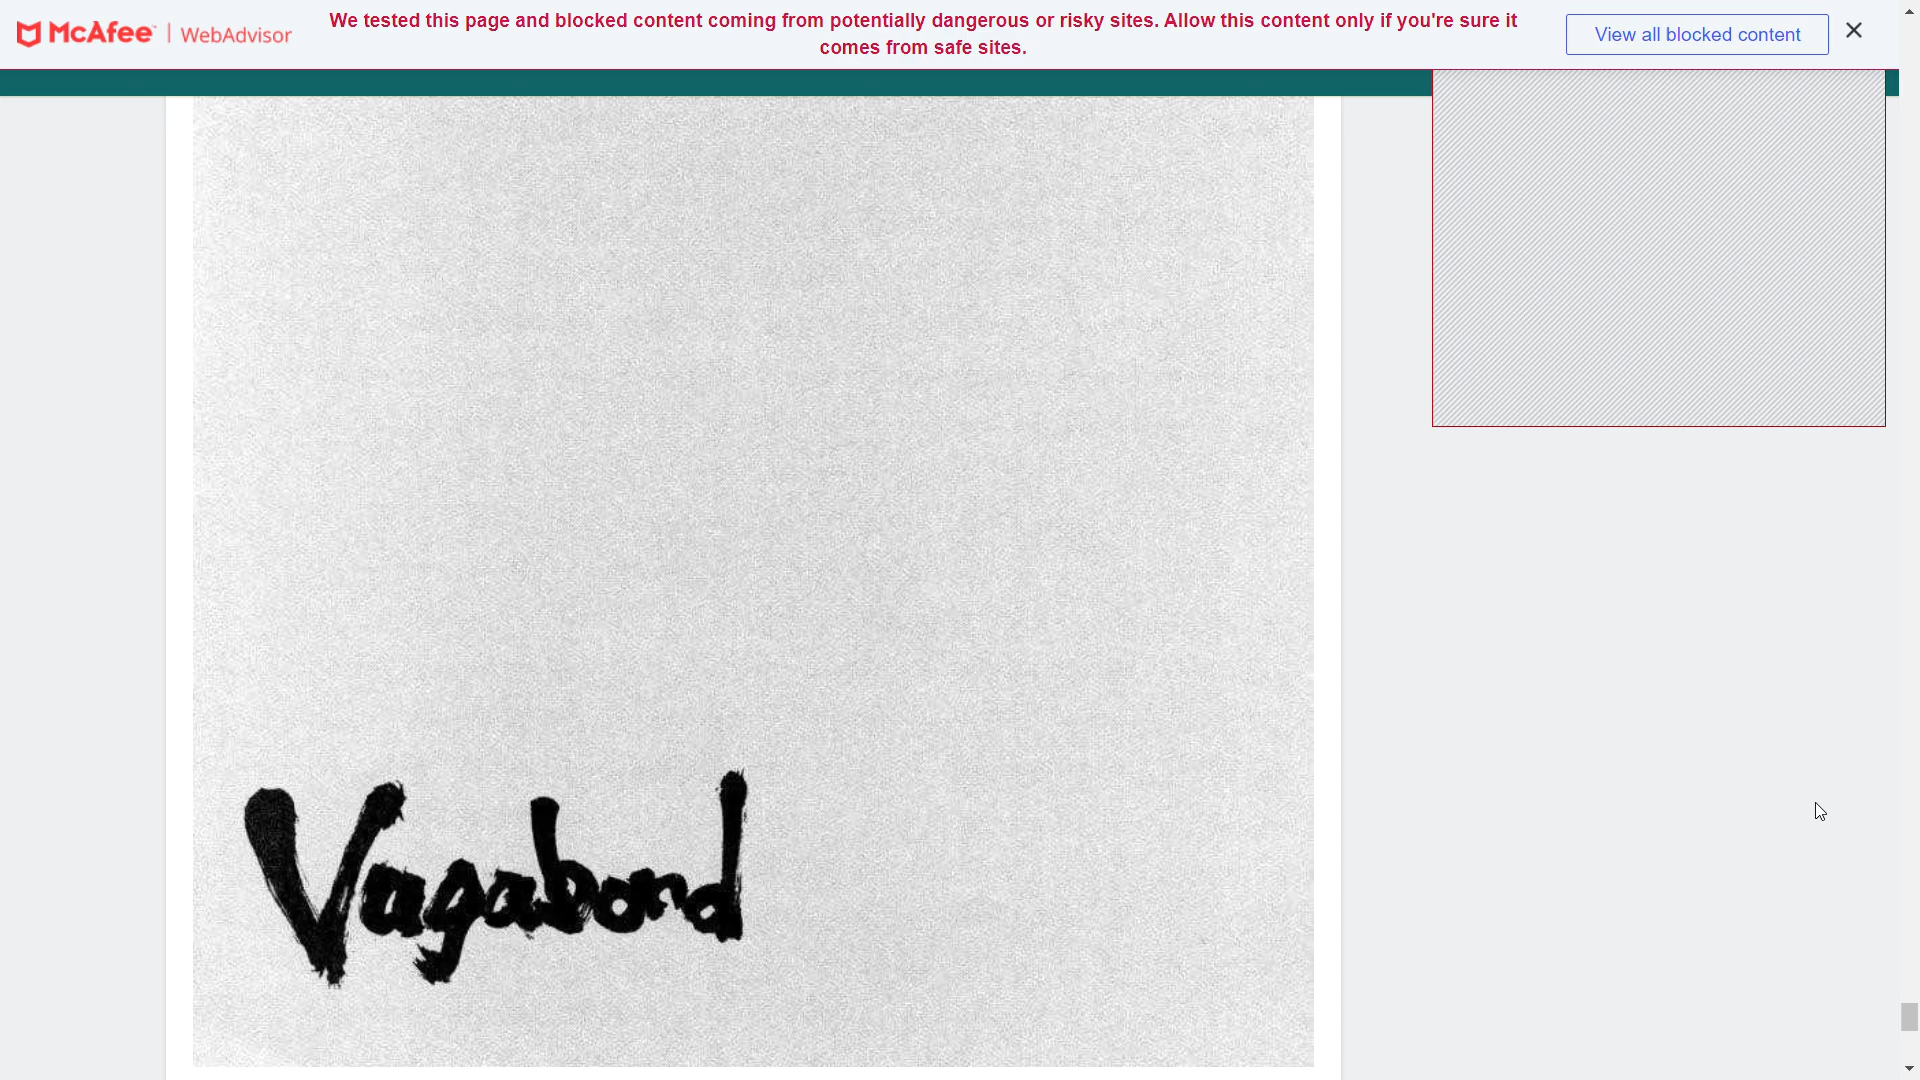 McAfee | WebAdvisor
We tested this page and blocked content coming from potentially dangerous or risky sites. Allow this content only if you're sure it
comes from safe sites.
View all blocked content
Vagabond